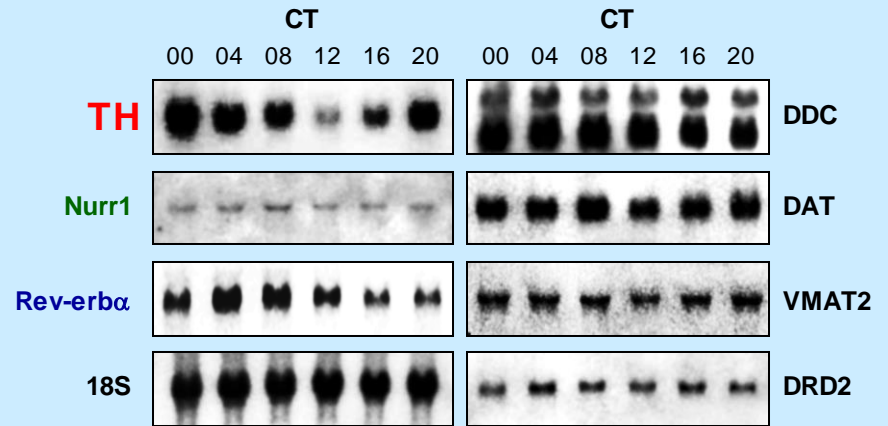 CT CT
00 04 08 12 16 20 00 04 08 12 16 20
TH DDC
Nurr1 DAT
Rev-erbα VMAT2
18S DRD2